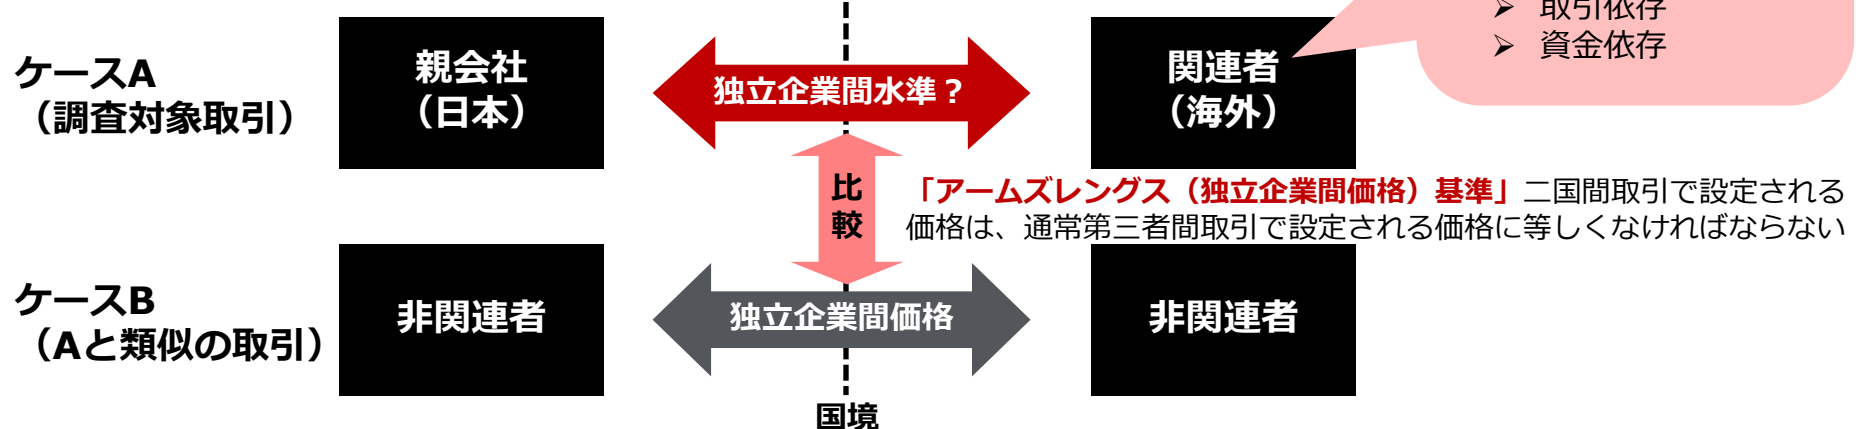 取引依存
資金依存
ケースA
（調査対象取引）
親会社
（日本）
独立企業間水準？
関連者
（海外）
比
較
「アームズレングス（独立企業間価格）基準」二国間取引で設定される
価格は、通常第三者間取引で設定される価格に等しくなければならない
ケースB
（Aと類似の取引）
非関連者
独立企業間価格
非関連者
国境